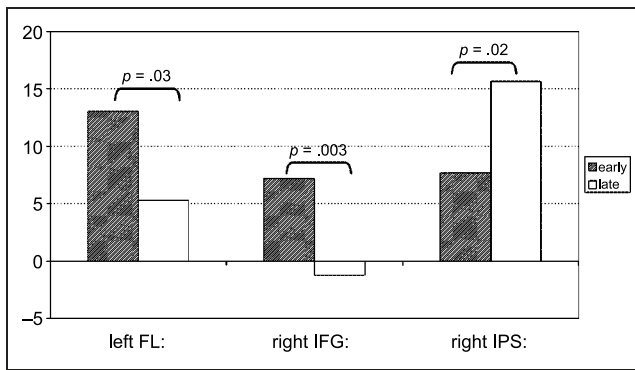 20
15
10
5
0
–5
p = .03
p = .003
p = .02
early
late
left FL:
right IFG:
right IPS: